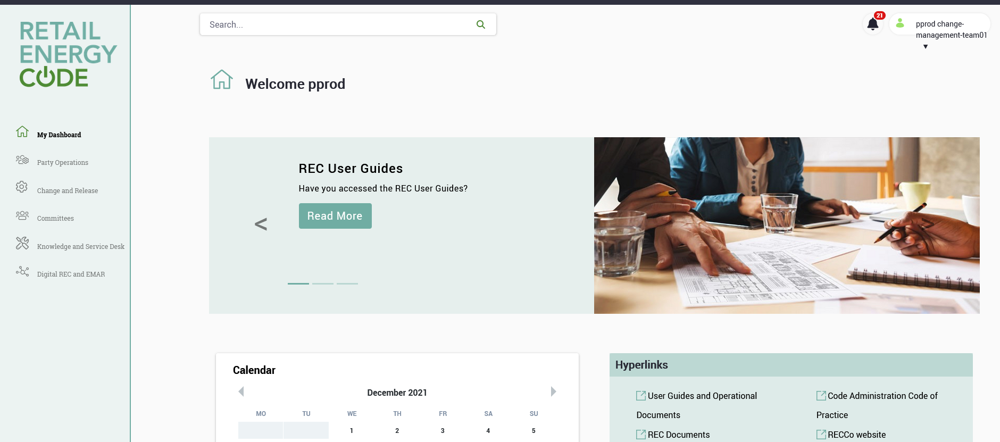 RETAIL
ENERGY
CODE
Search...
21
pprod change-
management-team01
Welcome pprod
My Dashboard
Party Operations
Change and Release
Committees
Knowledge and Service Desk
Digital REC and EMAR
REC User Guides
Have you accessed the REC User Guides?
Read More
<
>
Calendar
December 2021
MO TU WE TH FR SA SU
1 2 3 4 5
Hyperlinks
User Guides and Operational
Documents
REC Documents
Code Administration Code of
Practice
RECCo website